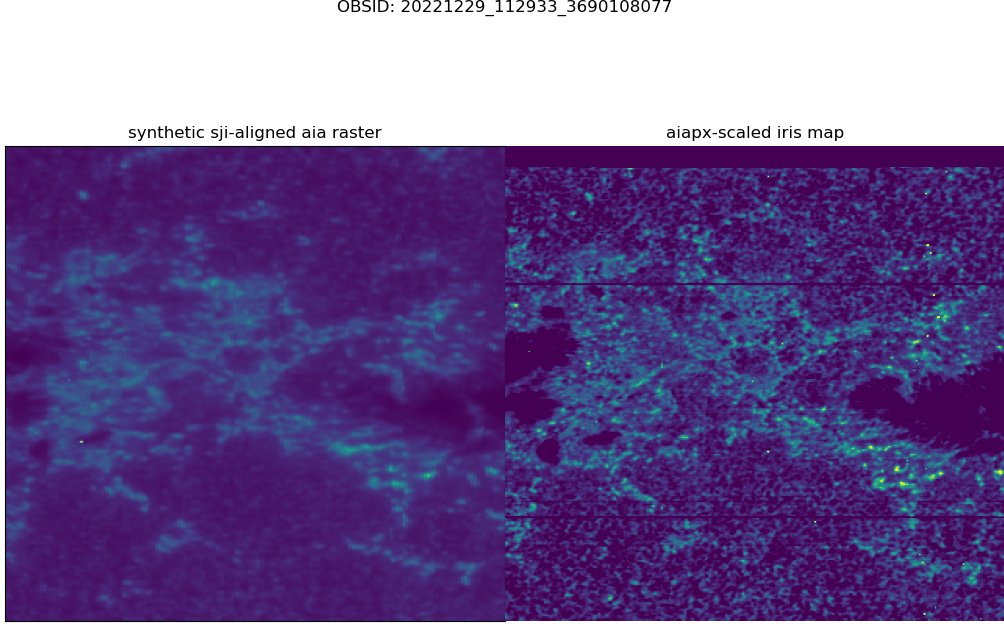 OBSID: 20221229_112933_3690108077
synthetic sji-aligned aia raster
aiapx-scaled iris map